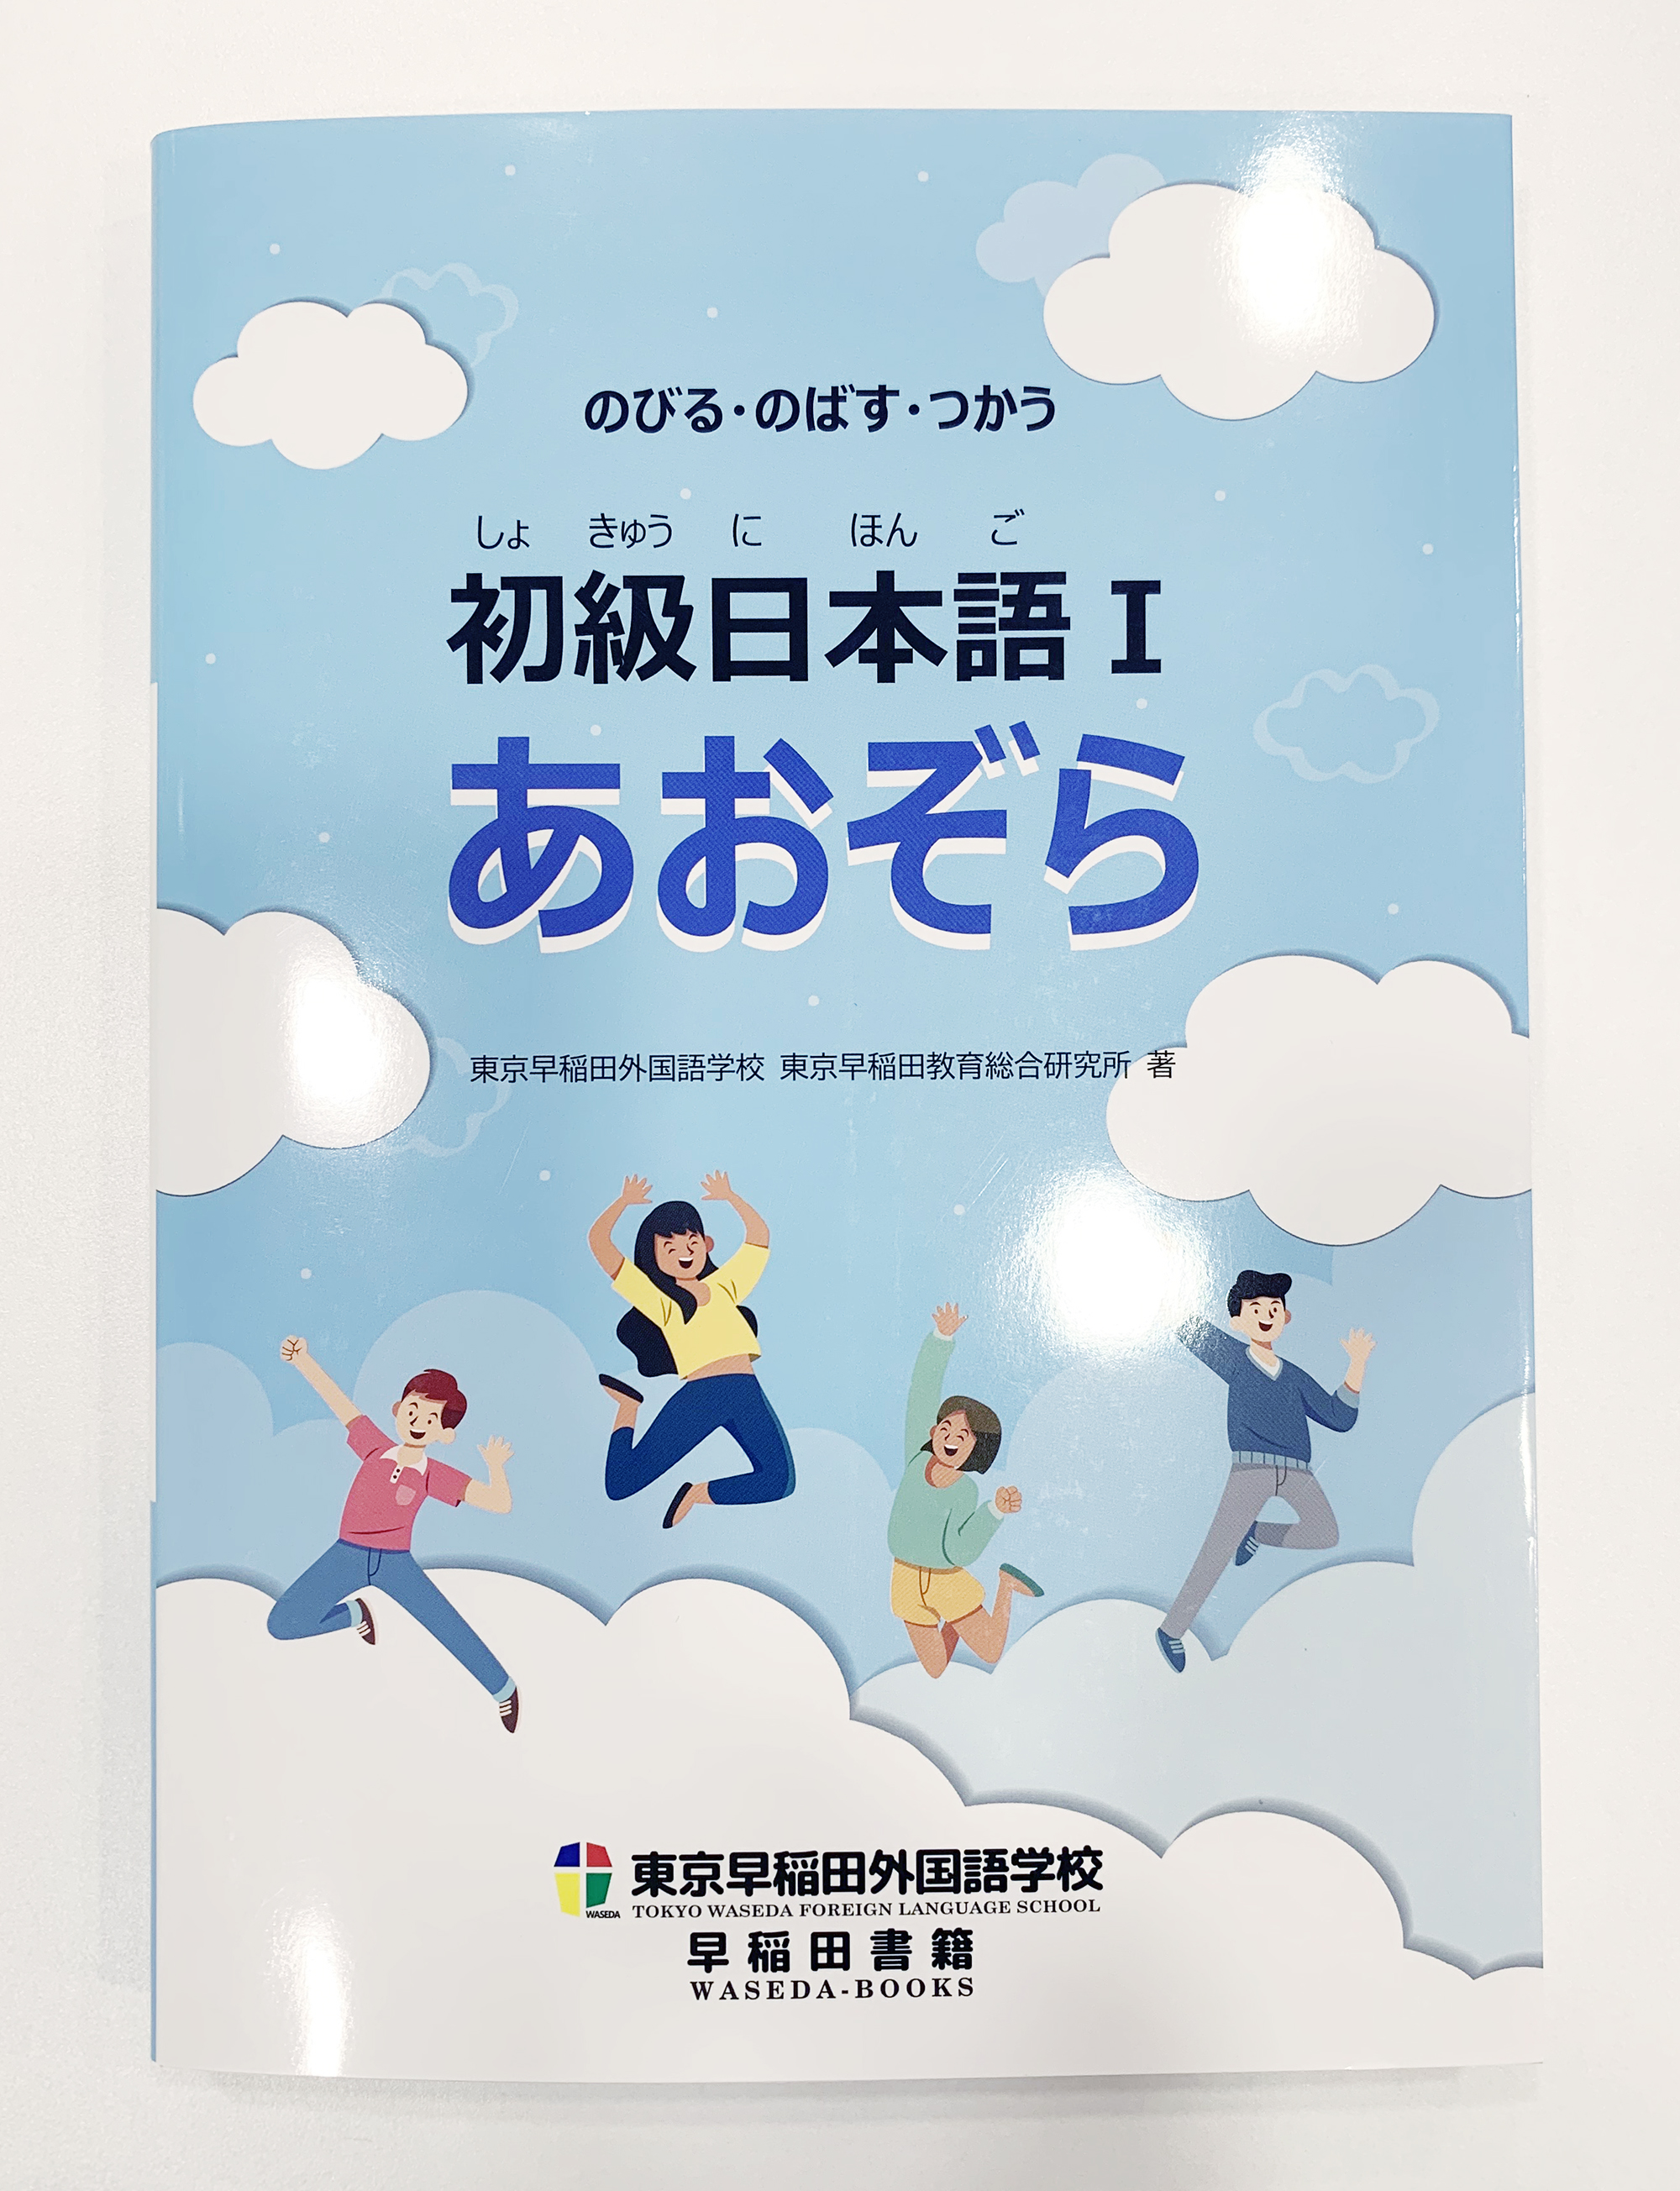 のびる・のばす・つかう
しょ きゅう に ほん ご
初級日本語 I
あおぞら
東京早稲田外国語学校 東京早稲田教育総合研究所 著
WASEDA
東京早稲田外国語学校
TOKYO WASEDA FOREIGN LANGUAGE SCHOOL
早稲田書籍
WASEDA-BOOKS